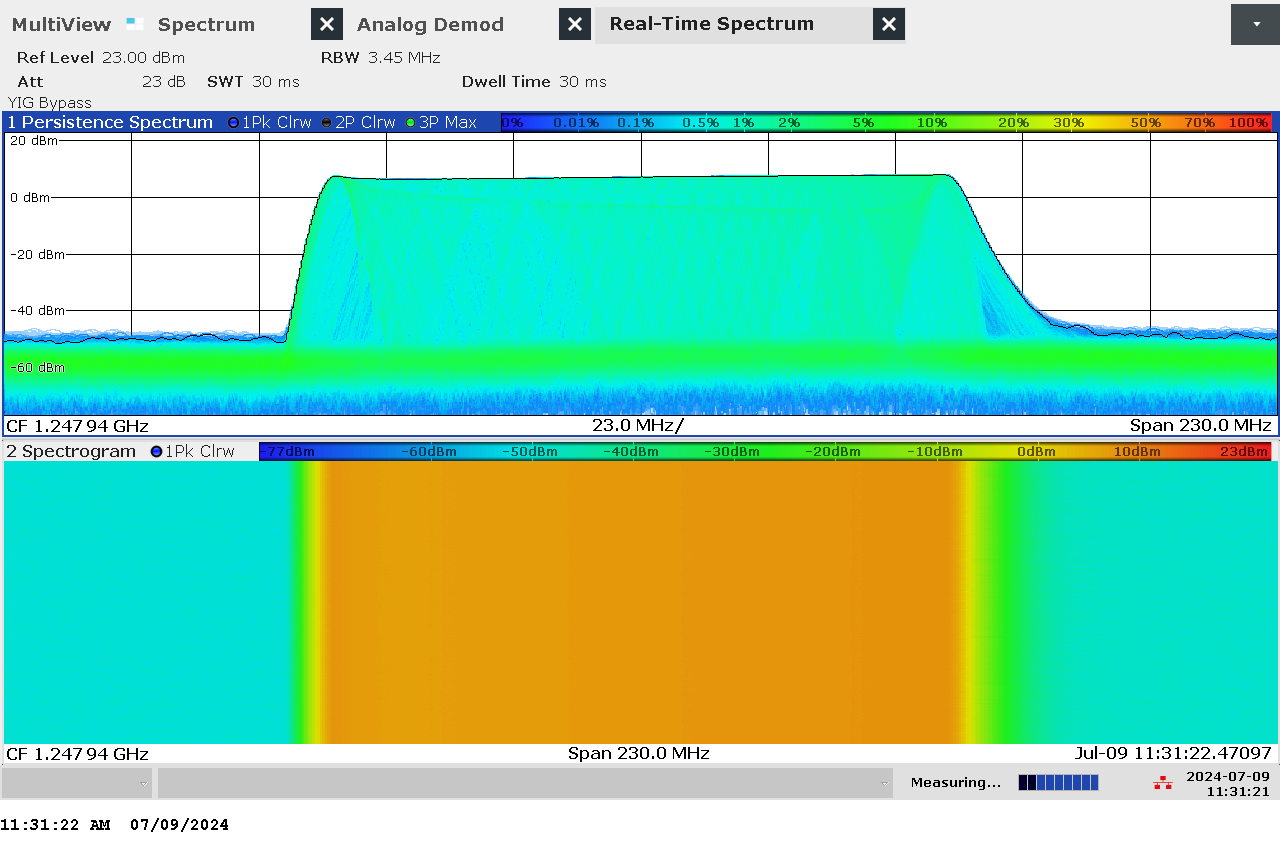 MultiView Spectrum Analog Demod Real-Time Spectrum
Ref Level 23.00 dBm RBW 3.45 MHz
Att 23 dB SWT 30 ms Dwell Time 30 ms
YIG Bypass
1 Persistence Spectrum 1Pk Clrw 2P Clrw 3P Max 0% 0.01% 0.1% 0.5% 1% 2% 5% 10% 20% 30% 50% 70% 100%
20 dBm
0 dBm
-20 dBm
-40 dBm
-60 dBm
CF 1.247 94 GHz 23.0 MHz/ Span 230.0 MHz
2 Spectrogram 1Pk Clrw -77dBm -60dBm -50dBm -40dBm -30dBm -20dBm -10dBm 0dBm 10dBm 23dBm
CF 1.247 94 GHz Span 230.0 MHz Jul-09 11:31:22.47097
Measuring... 2024-07-09
11:31:21
11:31:22 AM 07/09/2024